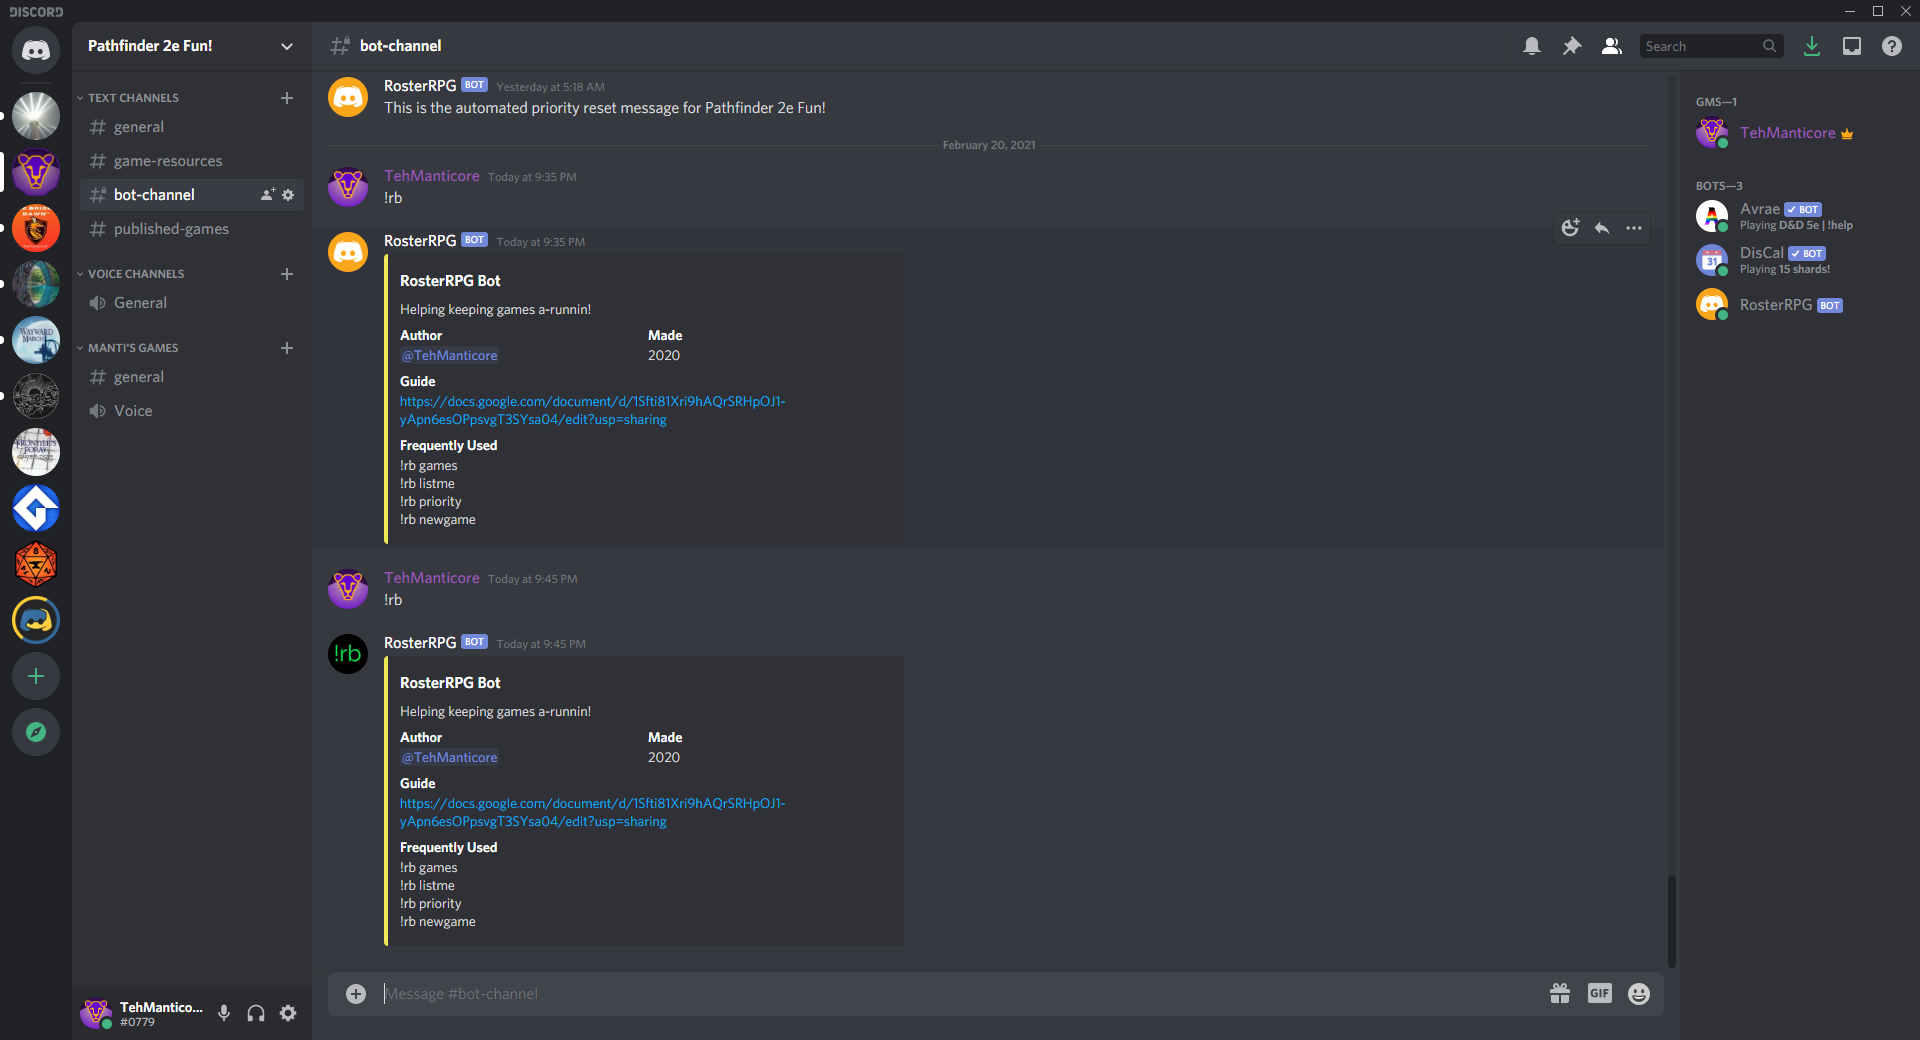 DISCORD
Pathfinder 2e Fun!
TEXT CHANNELS
general
game-resources
bot-channel
published-games
VOICE CHANNELS
General
MANTI'S GAMES
general
Voice
WAYWARD
MARCH
TehMantico...
#0779
bot-channel
Search
RosterRPG BOT Yesterday at 5:18 AM
This is the automated priority reset message for Pathfinder 2e Fun!
February 20, 2021
TehManticore Today at 9:35 PM
!rb
RosterRPG BOT Today at 9:35 PM
RosterRPG Bot
Helping keeping games a-runnin!
Author Made
@TehManticore 2020
Guide
https://docs.google.com/document/d/1Sfti81Xri9hAQrSRHpOJ1-
yApn6esOPpsvgT3SYsa04/edit?usp=sharing
Frequently Used
!rb games
!rb listme
!rb priority
!rb newgame
TehManticore Today at 9:45 PM
!rb
!rb
RosterRPG BOT Today at 9:45 PM
RosterRPG Bot
Helping keeping games a-runnin!
Author Made
@TehManticore 2020
Guide
https://docs.google.com/document/d/1Sfti81Xri9hAQrSRHpOJ1-
yApn6esOPpsvgT3SYsa04/edit?usp=sharing
Frequently Used
!rb games
!rb listme
!rb priority
!rb newgame
Message #bot-channel
GIF
GMS—1
TehManticore
BOTS—3
Avrae BOT
Playing D&D 5e | !help
31
DisCal BOT
Playing 15 shards!
RosterRPG BOT